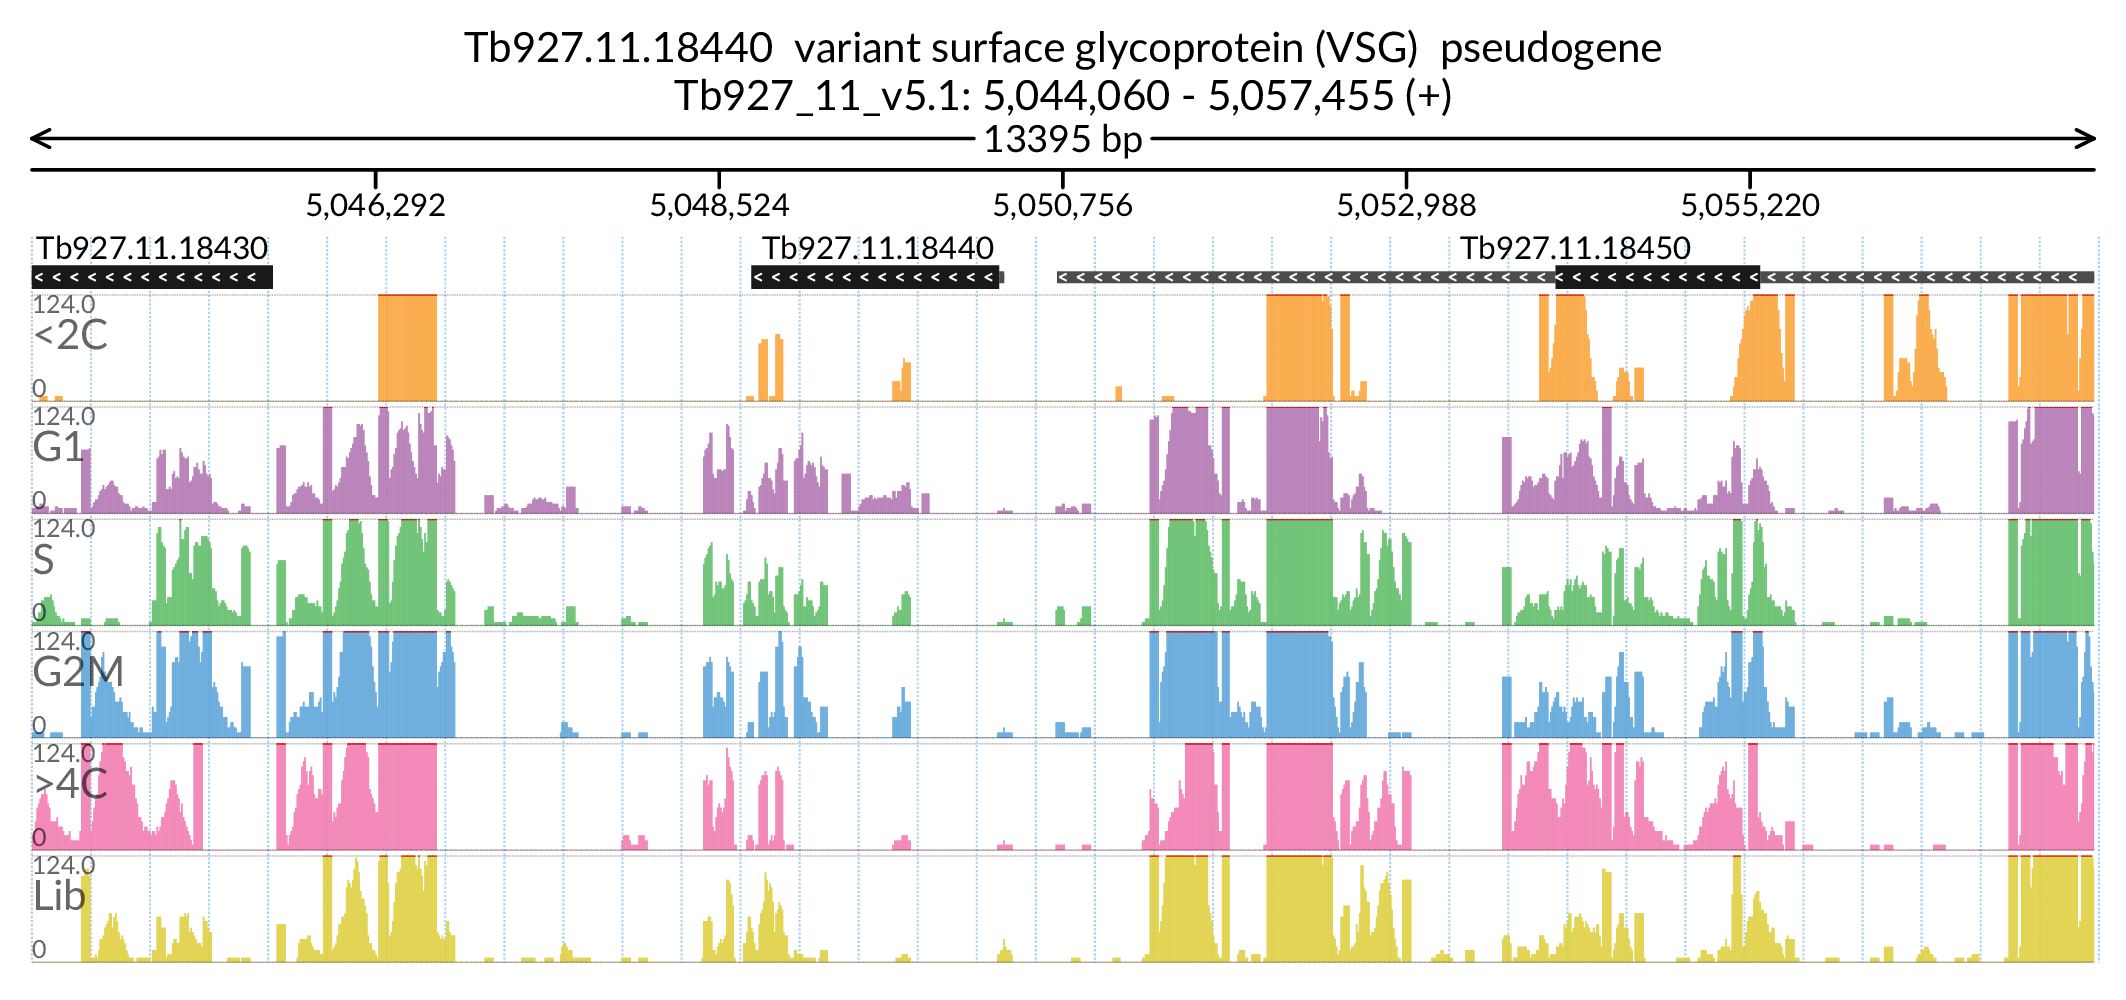 Tb927.11.18440  variant surface glycoprotein (VSG)  pseudogene
Tb927_11_v5.1: 5,044,060 - 5,057,455 (+)
13395 bp
5,046,292 5,048,524 5,050,756 5,052,988 5,055,220
Tb927.11.18430 Tb927.11.18440 Tb927.11.18450
124.0
<2C
0
124.0
G1
0
124.0
S
0
124.0
G2M
0
124.0
>4C
0
124.0
Lib
0